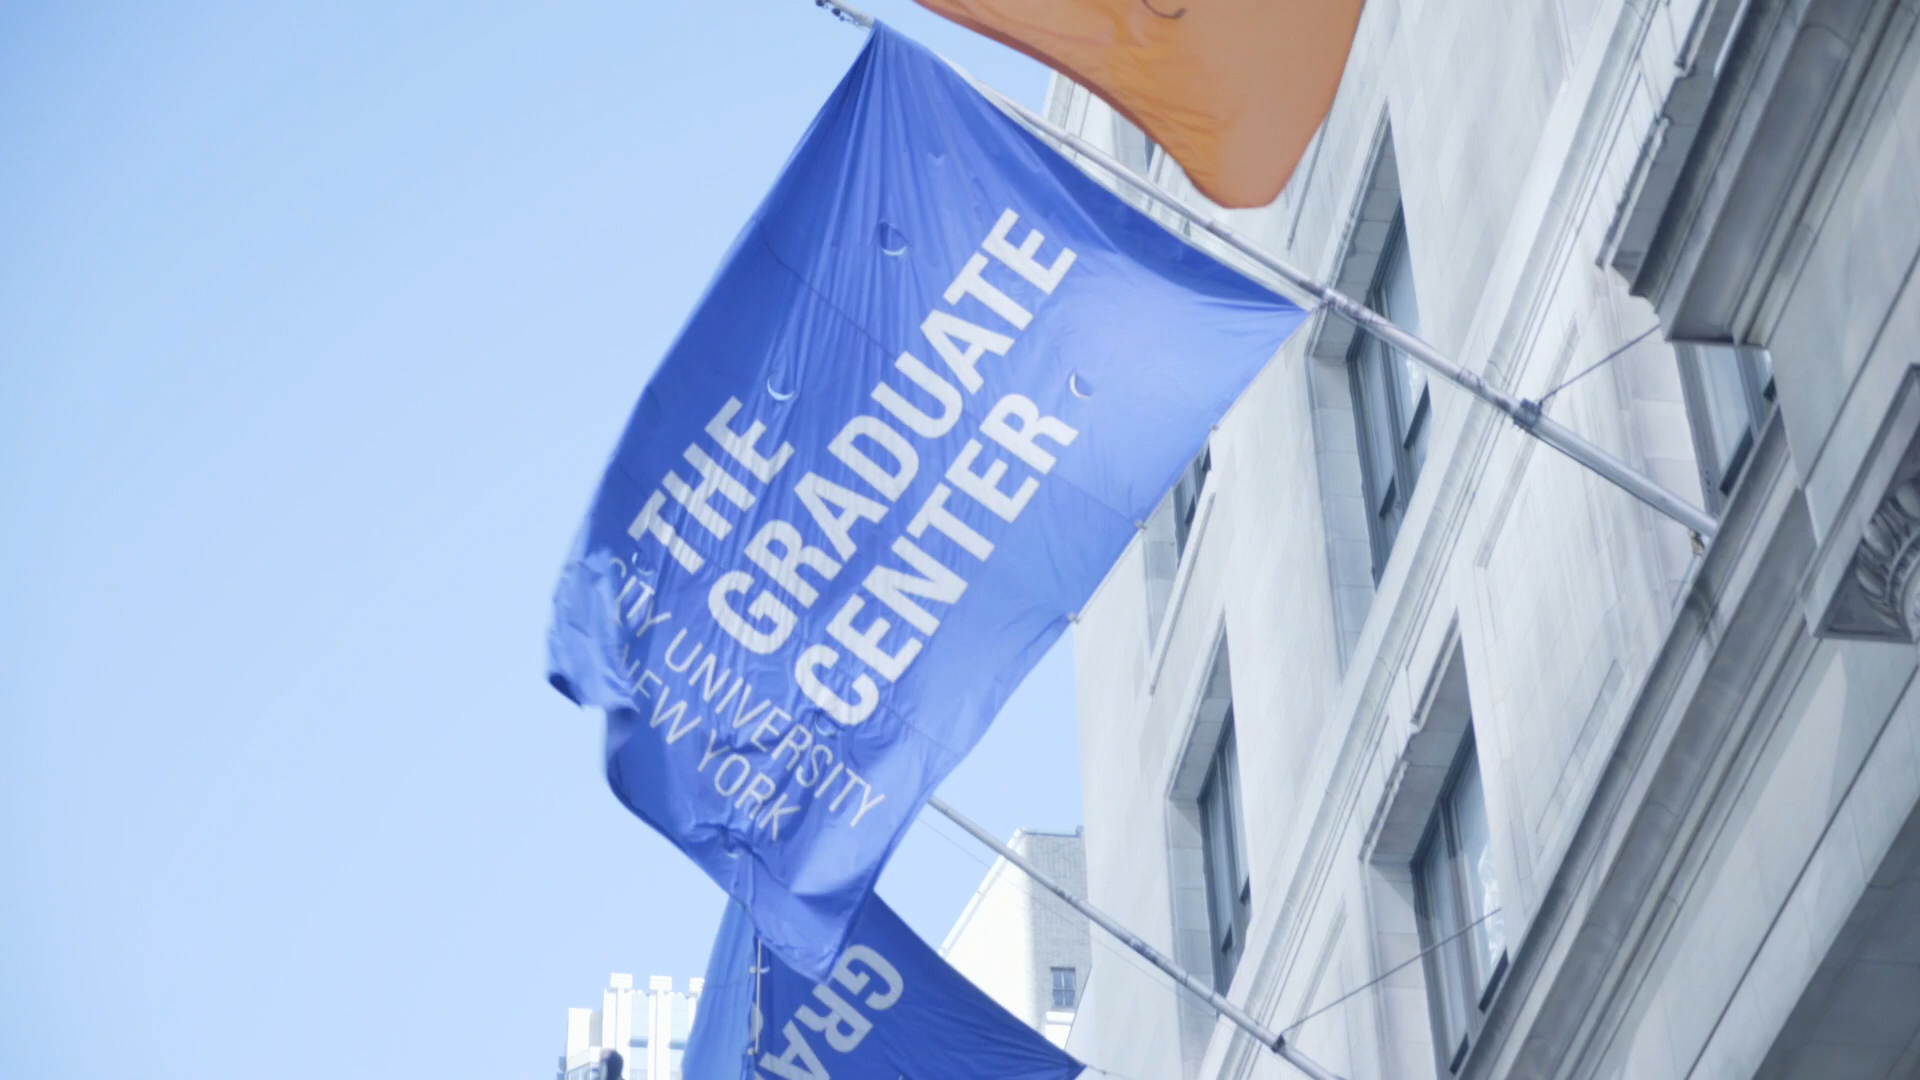 THE
GRADUATE
CENTER
CITY UNIVERSITY
NEW YORK
GRA